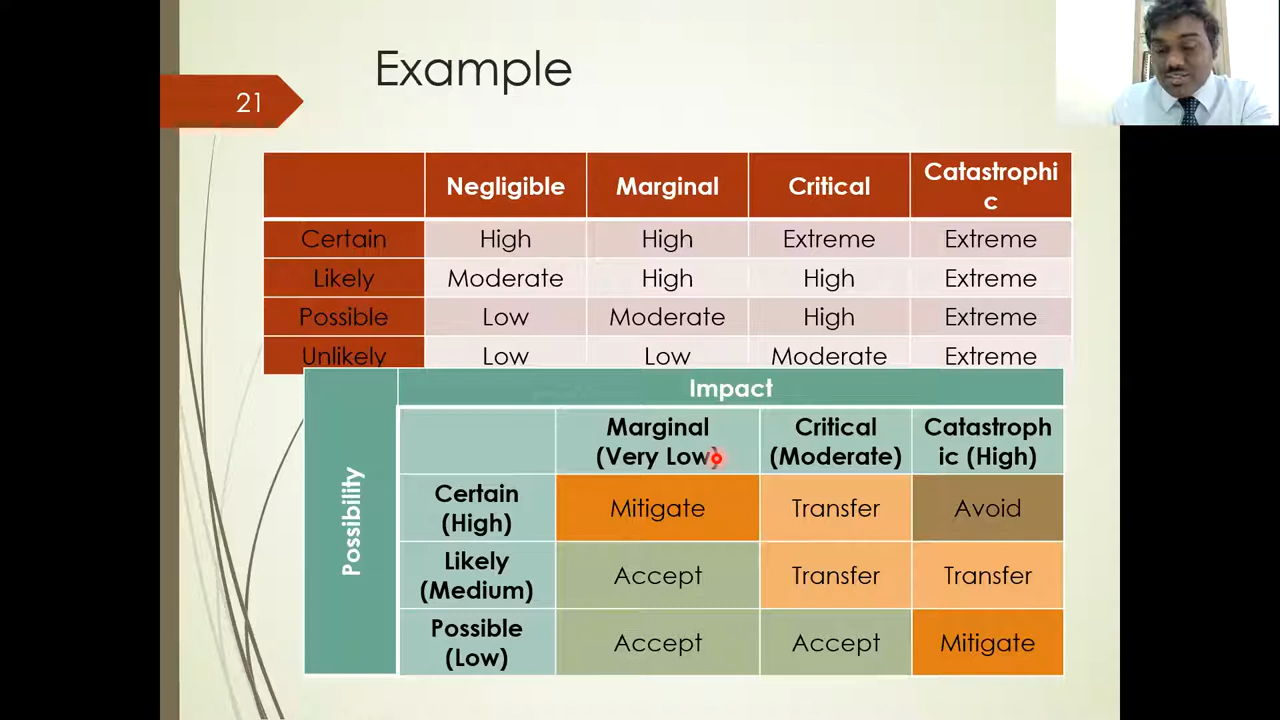 Example
21
Negligible Marginal Critical Catastrophi
c
Certain High High Extreme Extreme
Likely Moderate High High Extreme
Possible Low Moderate High Extreme
Unlikely Low Low Moderate Extreme
Impact
Possibility
Marginal Critical Catastroph
(Very Low) (Moderate) ic (High)
Certain
(High)
Mitigate Transfer Avoid
Likely
(Medium)
Accept Transfer Transfer
Possible
(Low)
Accept Accept Mitigate